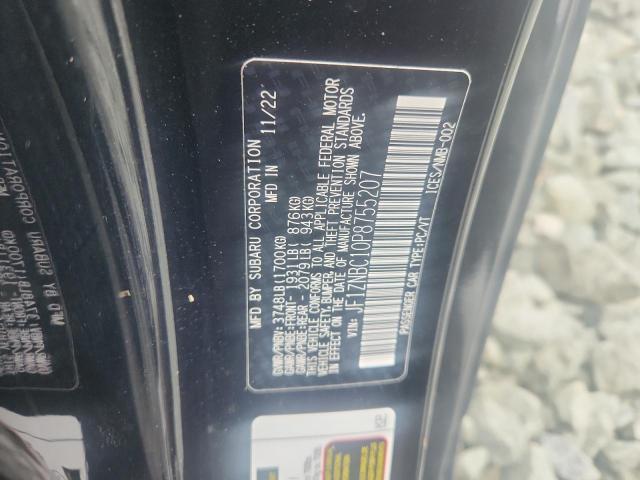 MFD BY SUBARU CORPORATION
MFD IN 11/22
GVWR/PNBV:3748LB(1700KG)
GAWR/PNBE:FRONT- 1931LB( 876KG)
GAWR/PNBE:REAR - 2079LB( 943KG)
THIS VEHICLE CONFORMS TO ALL APPLICABLE FEDERAL MOTOR
VEHICLE SAFETY, BUMPER, AND THEFT PREVENTION STANDARDS
IN EFFECT ON THE DATE OF MANUFACTURE SHOWN ABOVE.
JF1ZNBC10P8755207
PASSENGER CAR TYPE:PC/VT ICES/NMB-002